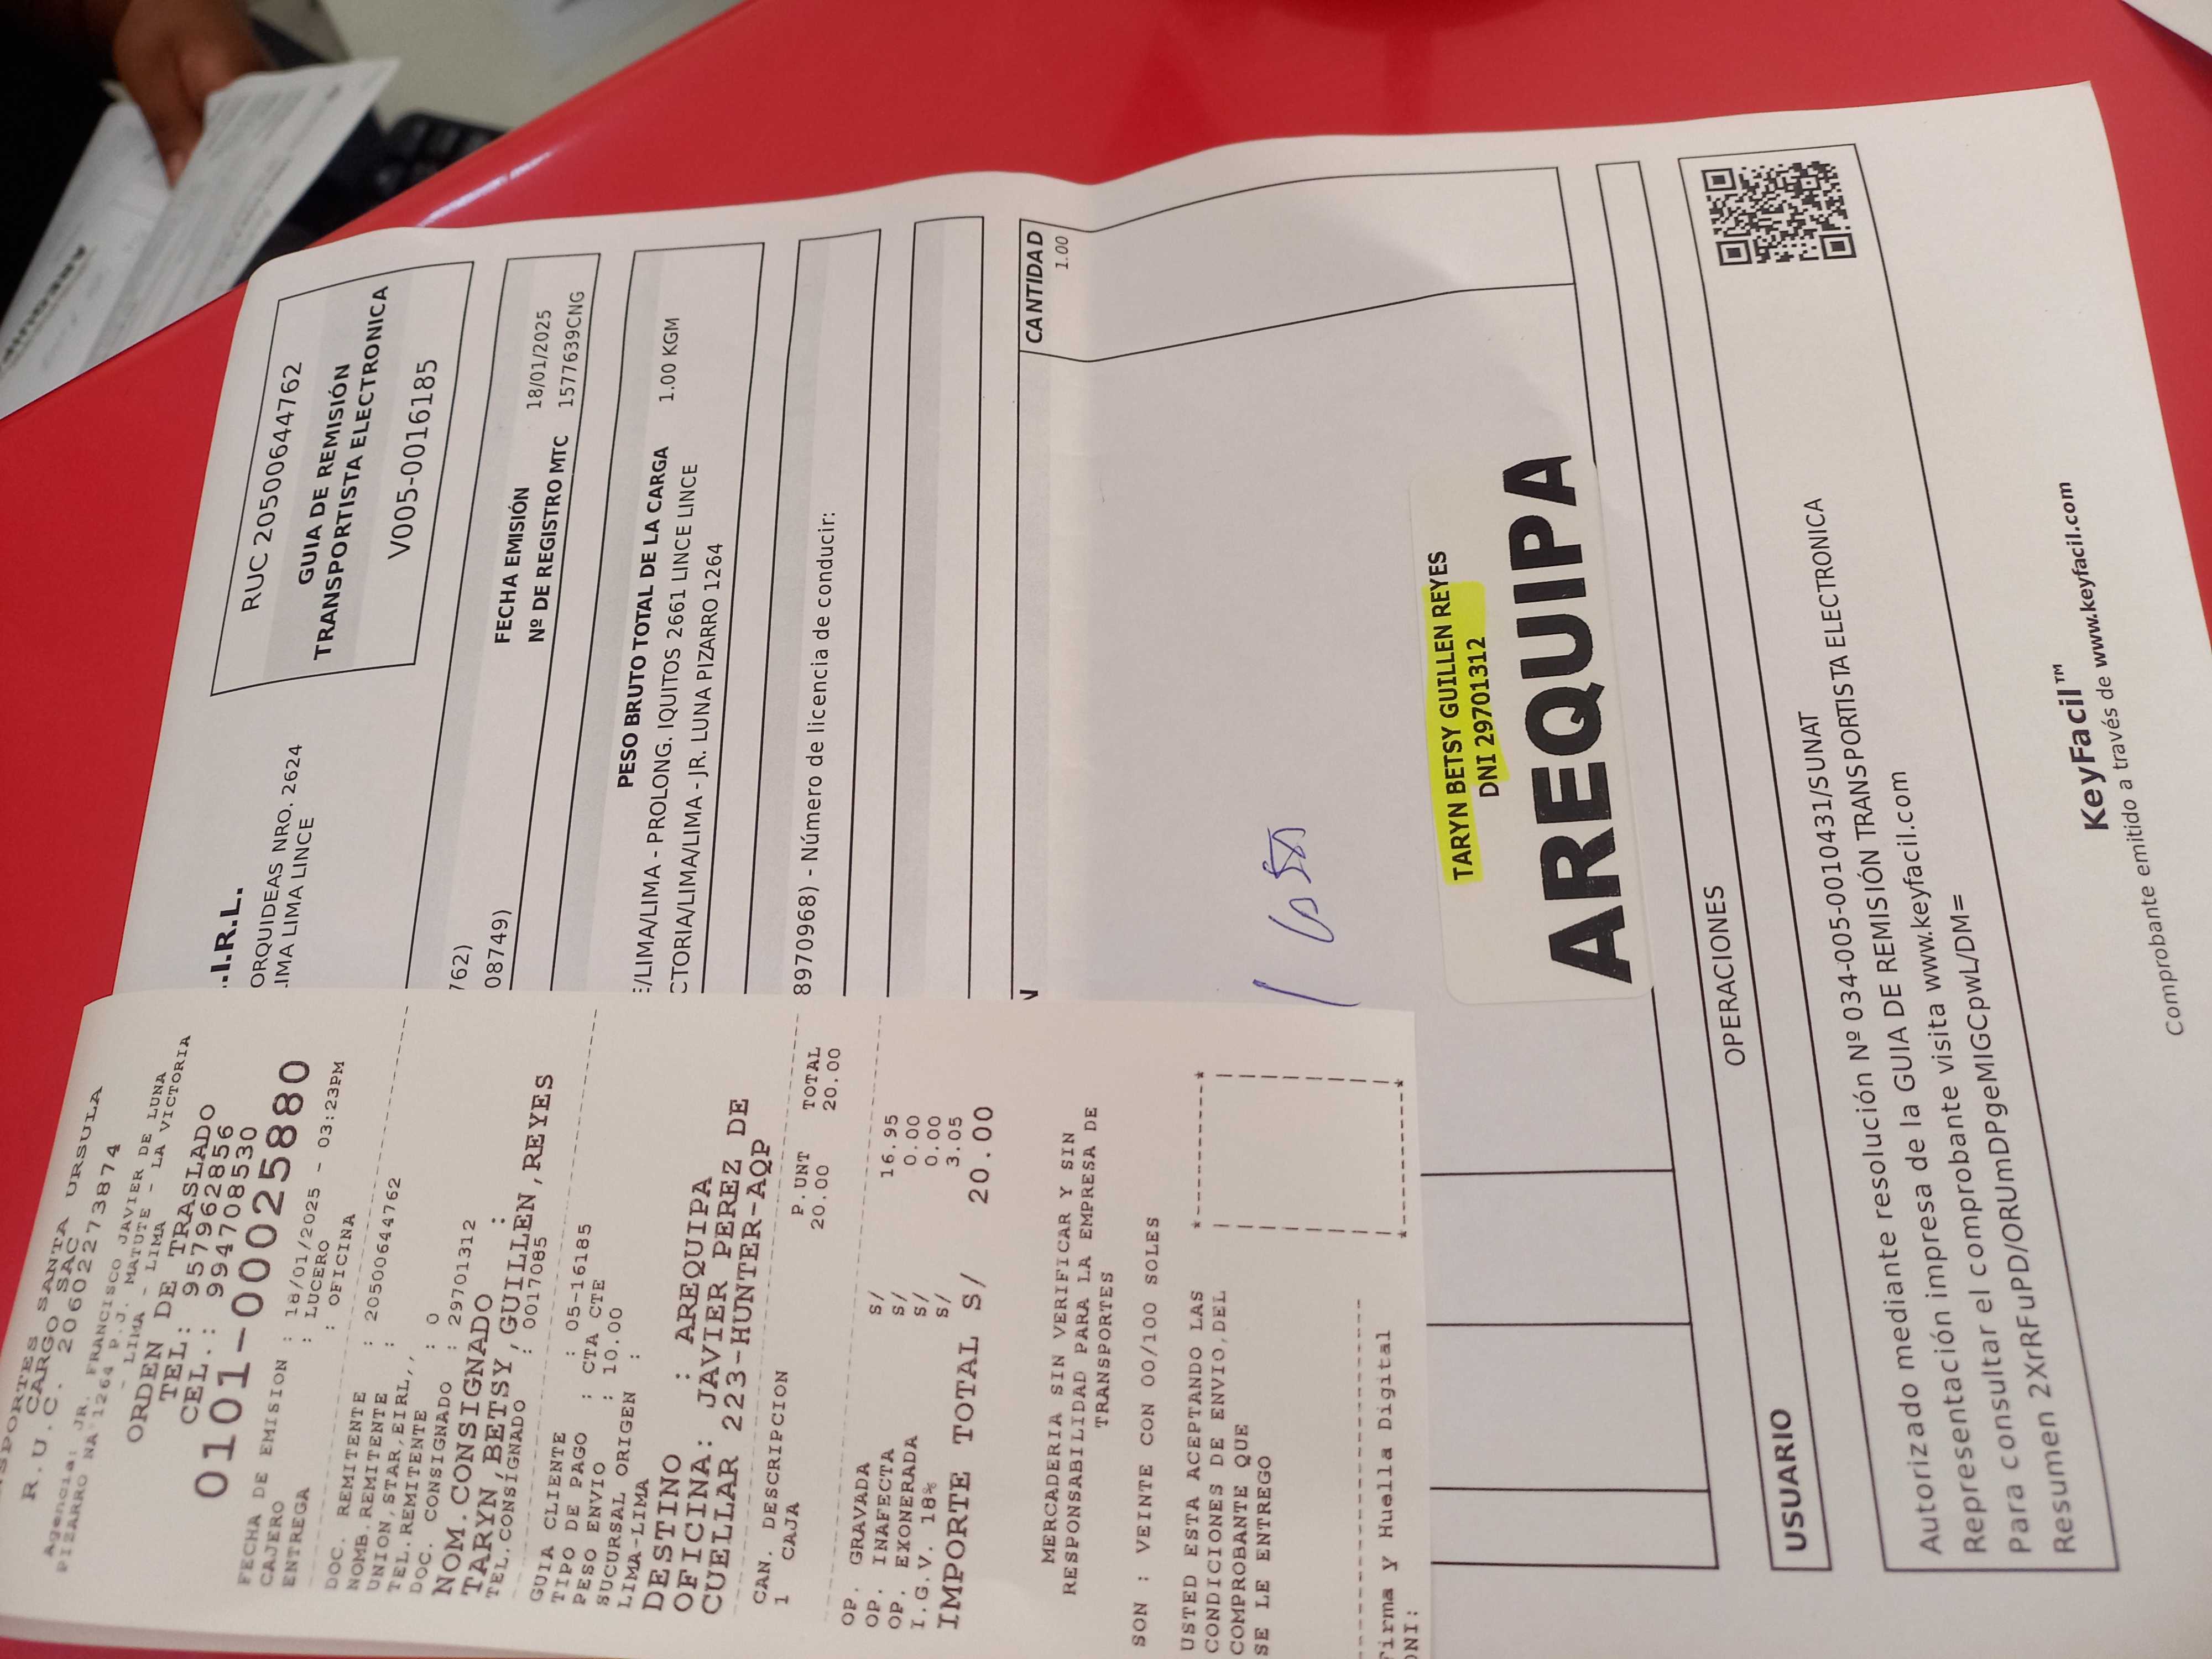 SANTA URSULA
CARGO SAC
R.U.C. 20602273874
Agencia: JR. FRANCISCO
PIZARRO NA 1264 P.J. MATUTE - LA VICTORIA
- LIMA - LIMA
ORDEN DE TRASLADO
TEL: 957962856
CEL.: 994708530
0101-00025880
FECHA DE EMISION : 18/01/2025 - 03:23PM
CAJERO : LUCERO
ENTREGA : OFICINA
DOC. REMITENTE : 20500644762
NOMB.REMITENTE :
UNION,STAR,EIRL,,
TEL.REMITENTE : 0
DOC. CONSIGNADO : 29701312
NOM.CONSIGNADO :
TARYN,BETSY,GUILLEN,REYES
TEL.CONSIGNADO : 0017085
GUIA CLIENTE : 05-16185
TIPO DE PAGO : CTA CTE
PESO ENVIO : 10.00
SUCURSAL ORIGEN :
LIMA-LIMA
DESTINO : AREQUIPA
OFICINA: JAVIER PEREZ DE
CUELLAR 223-HUNTER-AQP
CAN. DESCRIPCION P.UNT TOTAL
1 CAJA 20.00 20.00
OP. GRAVADA S/ 16.95
OP. INAFECTA S/ 0.00
OP. EXONERADA S/ 0.00
I.G.V. 18% S/ 3.05
IMPORTE TOTAL S/ 20.00
MERCADERIA SIN VERIFICAR Y SIN
RESPONSABILIDAD PARA LA EMPRESA DE
TRANSPORTES
SON : VEINTE CON 00/100 SOLES
USTED ESTA ACEPTANDO LAS
CONDICIONES DE ENVIO,DEL
COMPROBANTE QUE
SE LE ENTREGO
Firma y Huella Digital
DNI:
.I.R.L.
ORQUIDEAS NRO. 2624
LIMA LIMA LINCE
RUC 20500644762
GUIA DE REMISIÓN
TRANSPORTISTA ELECTRONICA
V005-0016185
762)
08749)
FECHA EMISIÓN 18/01/2025
Nº DE REGISTRO MTC 1577639CNG
PESO BRUTO TOTAL DE LA CARGA 1.00 KGM
E/LIMA/LIMA - PROLONG. IQUITOS 2661 LINCE LINCE
CTORIA/LIMA/LIMA - JR. LUNA PIZARRO 1264
8970968) - Número de licencia de conducir:
N CANTIDAD
1.00
TARYN BETSY GUILLEN REYES
DNI 29701312
AREQUIPA
OPERACIONES
USUARIO
Autorizado mediante resolución Nº 034-005-0010431/SUNAT
Representación impresa de la GUIA DE REMISIÓN TRANSPORTISTA ELECTRONICA
Para consultar el comprobante visita www.keyfacil.com
Resumen 2XrRFuPD/ORUmDPgeMIGCpwL/DM=
KeyFacil™
Comprobante emitido a través de www.keyfacil.com